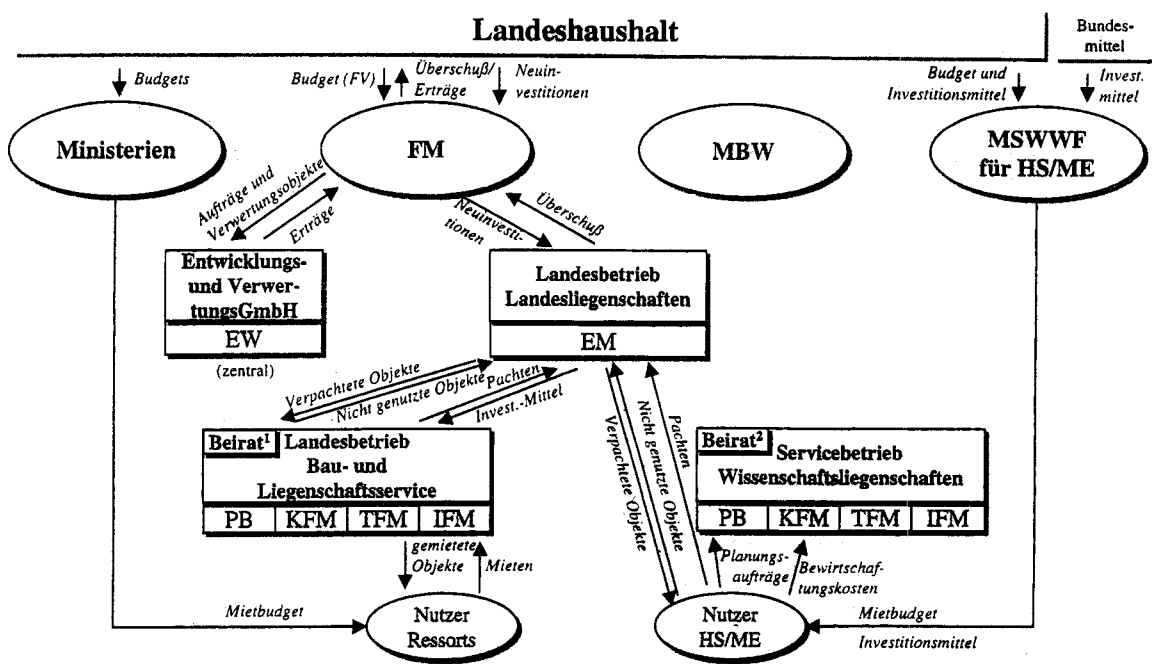 Landeshaushalt
Bundes-
mittel
Budgets
Budget (FV)
Überschuß/
Erträge
Neuin-
vestitionen
Budget und
Investitionsmittel
Invest.
mittel
Ministerien
FM
MBW
MSWWF
für HS/ME
Aufträge und
Verwertungsobjekte
Erträge
Neuinvesti-
tionen
Überschuß
Entwicklungs-
und Verwer-
tungsGmbH
EW
(zentral)
Landesbetrieb
Landesliegenschaften
EM
Verpachtete Objekte
Nicht genutzte Objekte
Pachten
Invest.-Mittel
Verpachtete Objekte
Nicht genutzte Objekte
Pachten
Beirat¹
Landesbetrieb
Bau- und
Liegenschaftsservice
PB KFM TFM IFM
Beirat²
Servicebetrieb
Wissenschaftsliegenschaften
PB KFM TFM IFM
gemietete
Objekte
Mieten
Planungs-
aufträge
Bewirtschaf-
tungskosten
Mietbudget
Nutzer
Ressorts
Nutzer
HS/ME
Mietbudget
Investitionsmittel